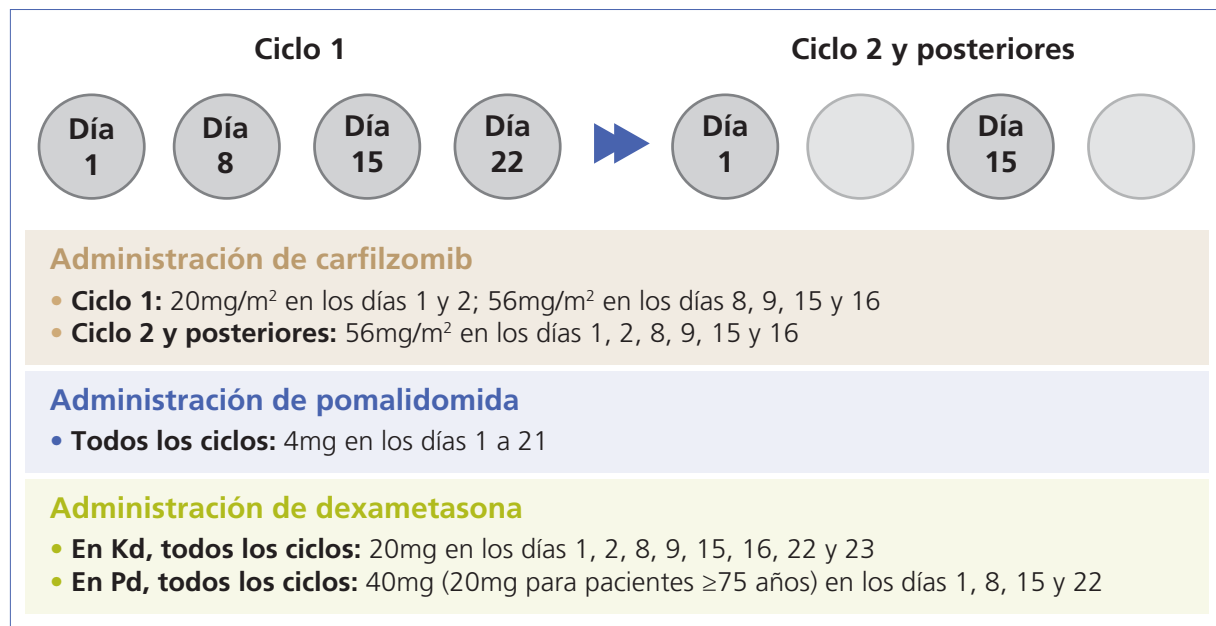 Ciclo 1
Ciclo 2 y posteriores
Día 1
Día 8
Día 15
Día 22
Día 1
Día 15
Administración de carfilzomib
• Ciclo 1: 20mg/m² en los días 1 y 2; 56mg/m² en los días 8, 9, 15 y 16
• Ciclo 2 y posteriores: 56mg/m² en los días 1, 2, 8, 9, 15 y 16
Administración de pomalidomida
• Todos los ciclos: 4mg en los días 1 a 21
Administración de dexametasona
• En Kd, todos los ciclos: 20mg en los días 1, 2, 8, 9, 15, 16, 22 y 23
• En Pd, todos los ciclos: 40mg (20mg para pacientes ≥75 años) en los días 1, 8, 15 y 22